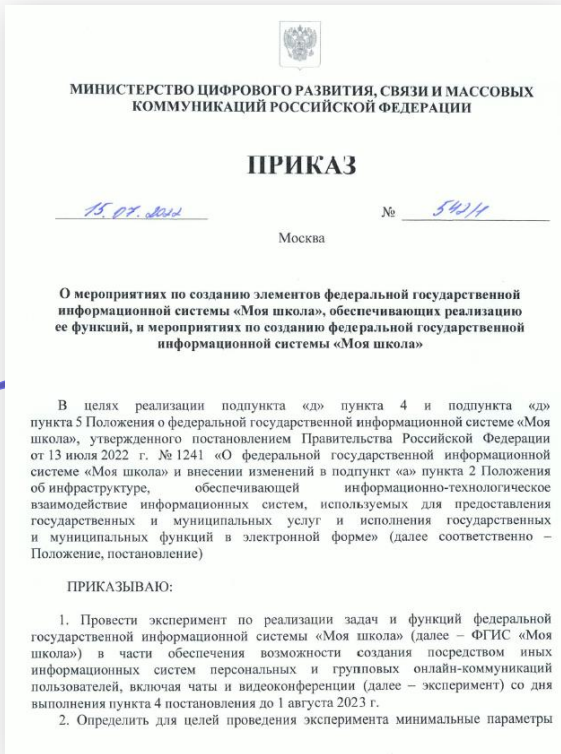 МИНИСТЕРСТВО ЦИФРОВОГО РАЗВИТИЯ, СВЯЗИ И МАССОВЫХ
КОММУНИКАЦИЙ РОССИЙСКОЙ ФЕДЕРАЦИИ
ПРИКАЗ
15.07.2022 № 542/1
Москва
О мероприятиях по созданию элементов федеральной государственной
информационной системы «Моя школа», обеспечивающих реализацию
ее функций, и мероприятиях по созданию федеральной государственной
информационной системы «Моя школа»
В целях реализации подпункта «д» пункта 4 и подпункта «д»
пункта 5 Положения о федеральной государственной информационной системе «Моя
школа», утвержденного постановлением Правительства Российской Федерации
от 13 июля 2022 г. № 1241 «О федеральной государственной информационной
системе «Моя школа» и внесении изменений в подпункт «а» пункта 2 Положения
об инфраструктуре, обеспечивающей информационно-технологическое
взаимодействие информационных систем, используемых для предоставления
государственных и муниципальных услуг и исполнения государственных
и муниципальных функций в электронной форме» (далее соответственно –
Положение, постановление)
ПРИКАЗЫВАЮ:
1. Провести эксперимент по реализации задач и функций федеральной
государственной информационной системы «Моя школа» (далее – ФГИС «Моя
школа») в части обеспечения возможности создания посредством иных
информационных систем персональных и групповых онлайн-коммуникаций
пользователей, включая чаты и видеоконференции (далее – эксперимент) со дня
выполнения пункта 4 постановления до 1 августа 2023 г.
2. Определить для целей проведения эксперимента минимальные параметры